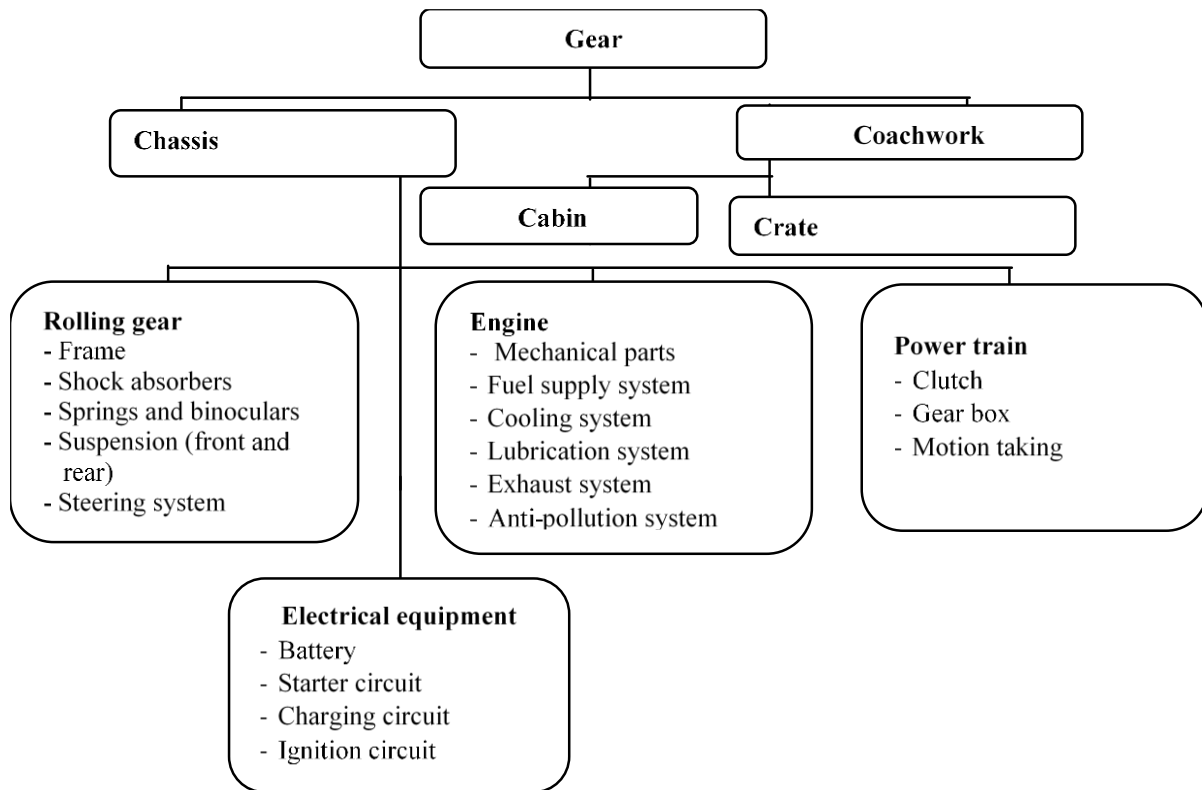 Gear
Chassis
Coachwork
Cabin
Crate
Rolling gear
- Frame
- Shock absorbers
- Springs and binoculars
- Suspension (front and
rear)
- Steering system
Engine
- Mechanical parts
- Fuel supply system
- Cooling system
- Lubrication system
- Exhaust system
- Anti-pollution system
Power train
- Clutch
- Gear box
- Motion taking
Electrical equipment
- Battery
- Starter circuit
- Charging circuit
- Ignition circuit